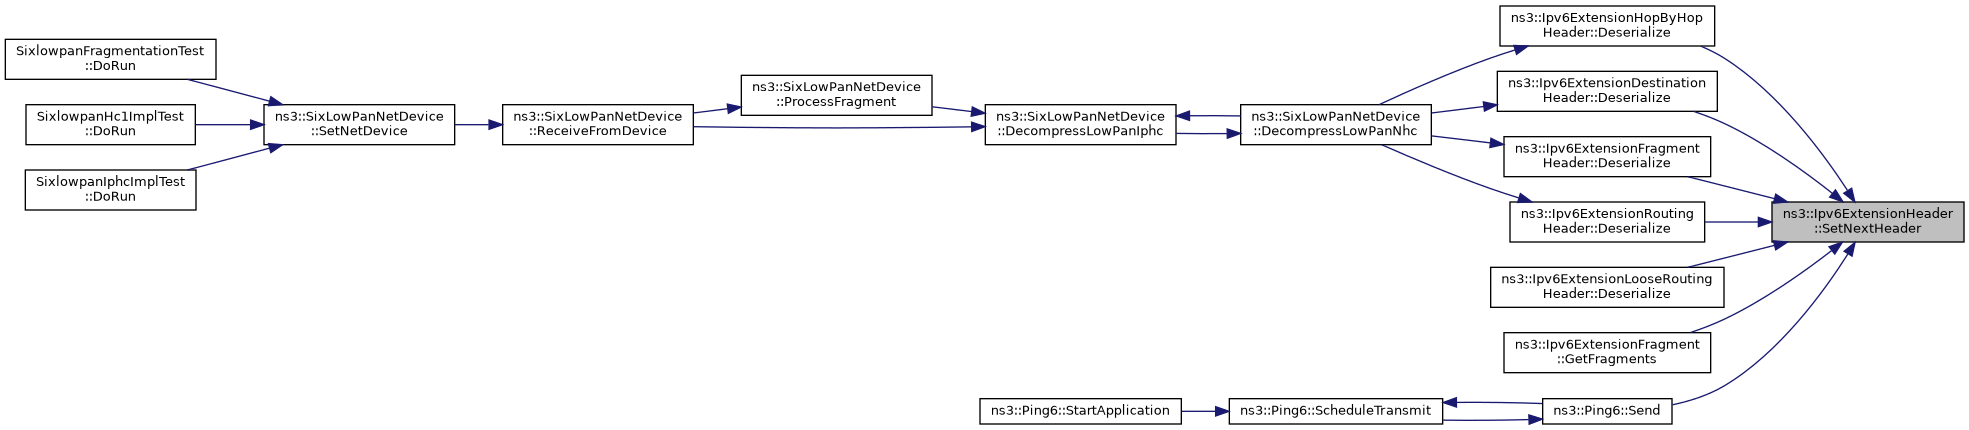 SixlowpanFragmentationTest
::DoRun
SixlowpanHc1ImplTest
::DoRun
SixlowpanIphcImplTest
::DoRun
ns3::SixLowPanNetDevice
::SetNetDevice
ns3::SixLowPanNetDevice
::ReceiveFromDevice
ns3::SixLowPanNetDevice
::ProcessFragment
ns3::SixLowPanNetDevice
::DecompressLowPanIphc
ns3::SixLowPanNetDevice
::DecompressLowPanNhc
ns3::Ipv6ExtensionHopByHop
Header::Deserialize
ns3::Ipv6ExtensionDestination
Header::Deserialize
ns3::Ipv6ExtensionFragment
Header::Deserialize
ns3::Ipv6ExtensionRouting
Header::Deserialize
ns3::Ipv6ExtensionLooseRouting
Header::Deserialize
ns3::Ipv6ExtensionFragment
::GetFragments
ns3::Ping6::StartApplication
ns3::Ping6::ScheduleTransmit
ns3::Ping6::Send
ns3::Ipv6ExtensionHeader
::SetNextHeader